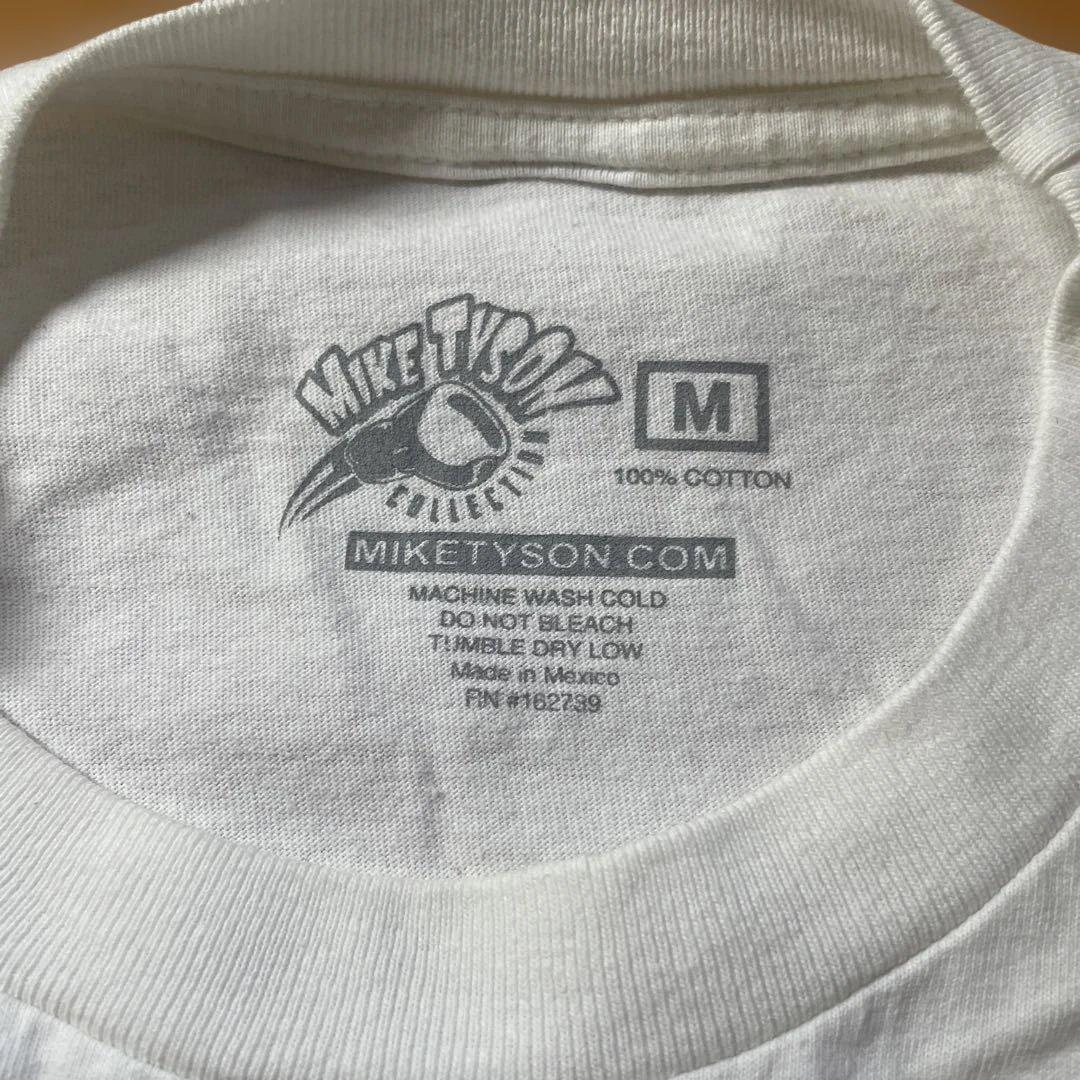 MIKE TYSON
COLLECTION
M
100% COTTON
MIKETYSON.COM
MACHINE WASH COLD
DO NOT BLEACH
TUMBLE DRY LOW
Made in Mexico
RN #162739